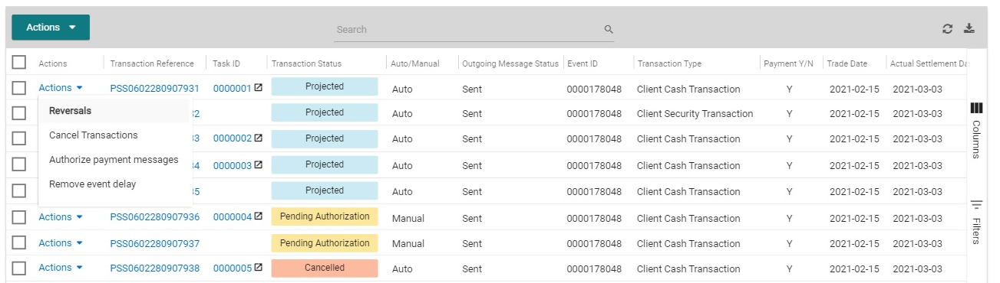 Actions
Search
Actions Transaction Reference Task ID Transaction Status Auto/Manual Outgoing Message Status Event ID Transaction Type Payment Y/N Trade Date Actual Settlement Da
Actions PSS0602280907931 0000001 Projected Auto Sent 0000178048 Client Cash Transaction Y 2021-02-15 2021-03-03
Reversals 32 Projected Auto Sent 0000178048 Client Security Transaction Y 2021-02-15 2021-03-03
Cancel Transactions 33 0000002 Projected Auto Sent 0000178048 Client Cash Transaction Y 2021-02-15 2021-03-03
Authorize payment messages 34 0000003 Projected Auto Sent 0000178048 Client Cash Transaction Y 2021-02-15 2021-03-03
Remove event delay 35 Projected Auto Sent 0000178048 Client Cash Transaction Y 2021-02-15 2021-03-03
Actions PSS0602280907936 0000004 Pending Authorization Manual Sent 0000178048 Client Cash Transaction Y 2021-02-15 2021-03-03
Actions PSS0602280907937 Pending Authorization Manual Sent 0000178048 Client Cash Transaction Y 2021-02-15 2021-03-03
Actions PSS0602280907938 0000005 Cancelled Auto Sent 0000178048 Client Cash Transaction Y 2021-02-15 2021-03-03
Columns
Filters